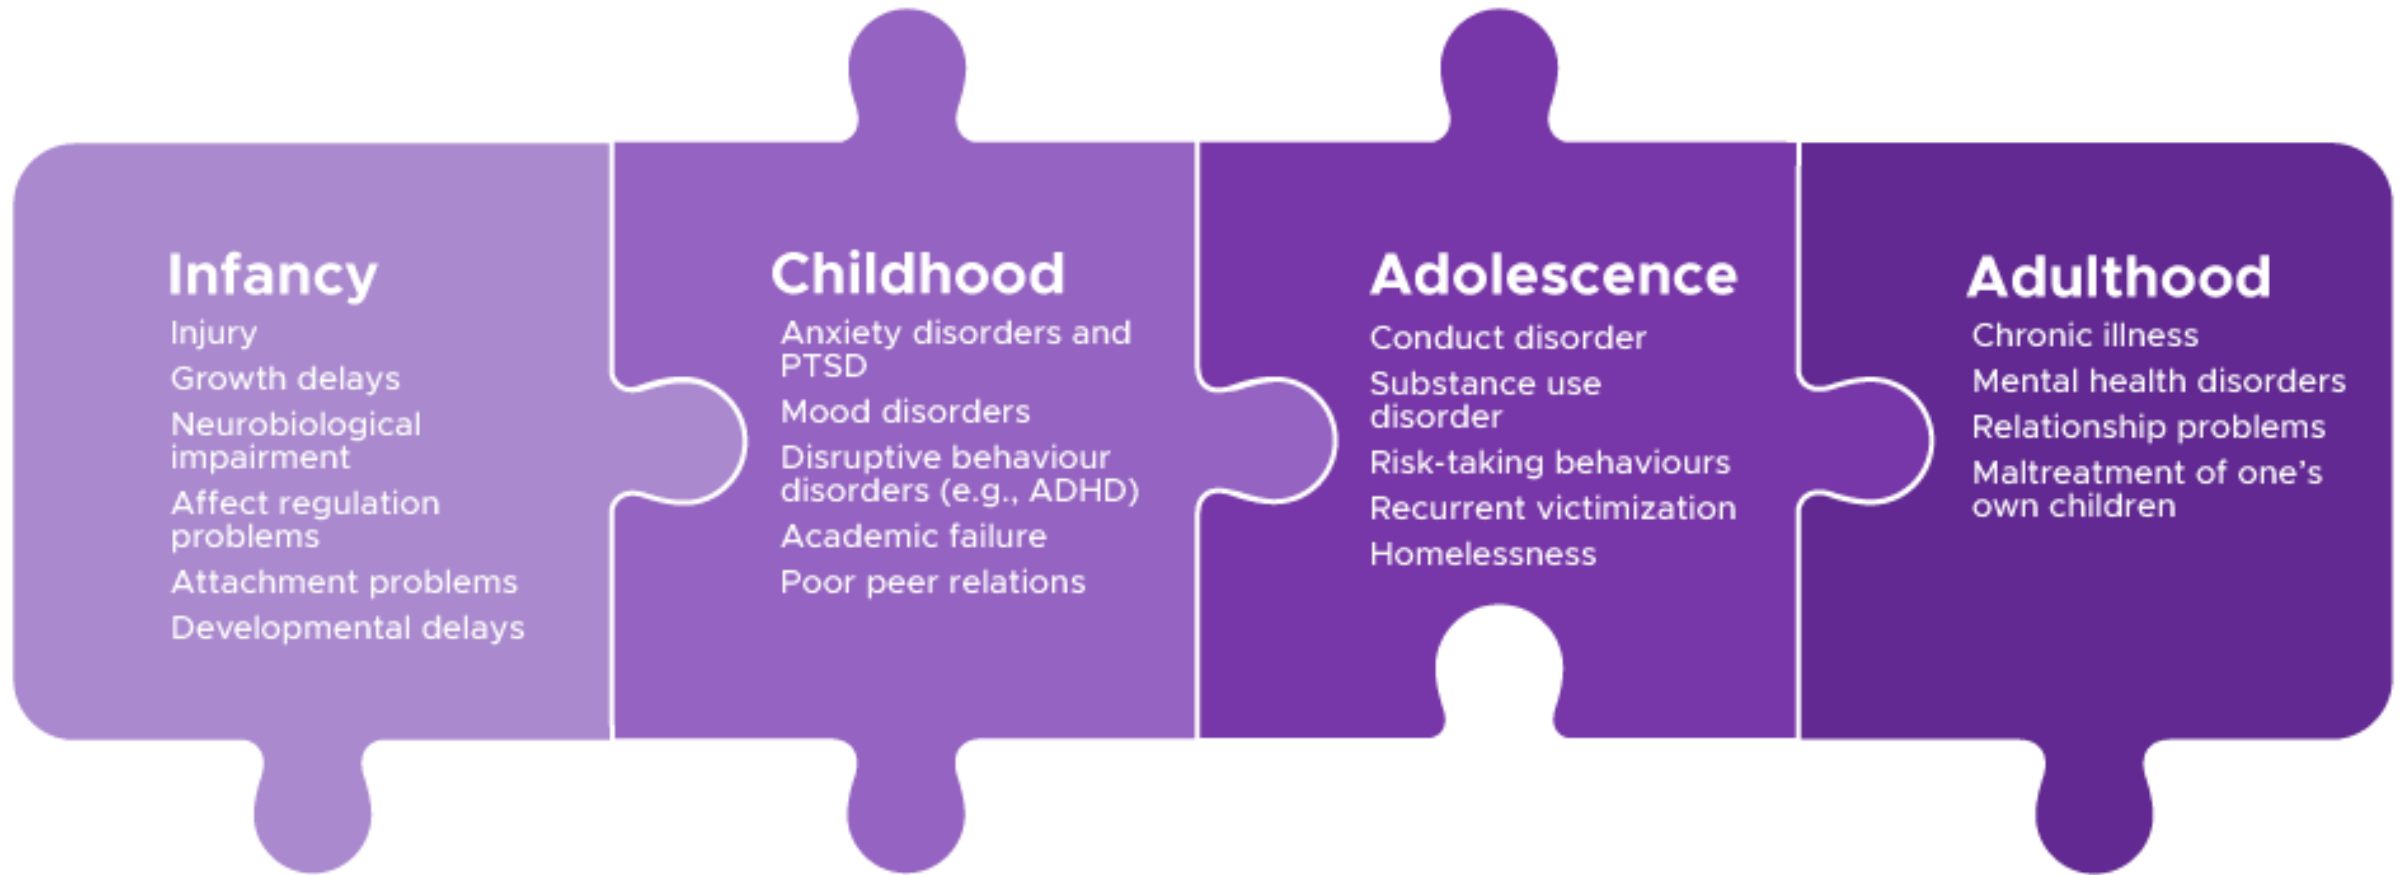 Infancy
Injury
Growth delays
Neurobiological
impairment
Affect regulation
problems
Attachment problems
Developmental delays
Childhood
Anxiety disorders and
PTSD
Mood disorders
Disruptive behaviour
disorders (e.g., ADHD)
Academic failure
Poor peer relations
Adolescence
Conduct disorder
Substance use
disorder
Risk-taking behaviours
Recurrent victimization
Homelessness
Adulthood
Chronic illness
Mental health disorders
Relationship problems
Maltreatment of one’s
own children